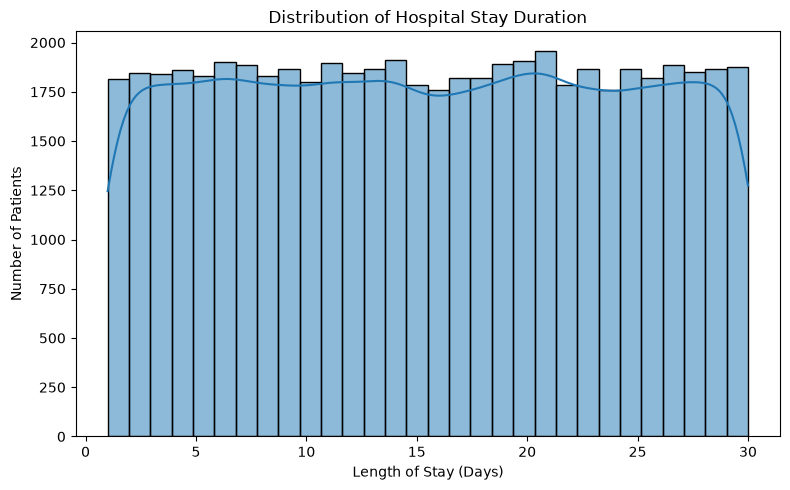 Distribution of Hospital Stay Duration
Number of Patients
2000
1750
1500
1250
1000
750
500
250
0
0 5 10 15 20 25 30
Length of Stay (Days)